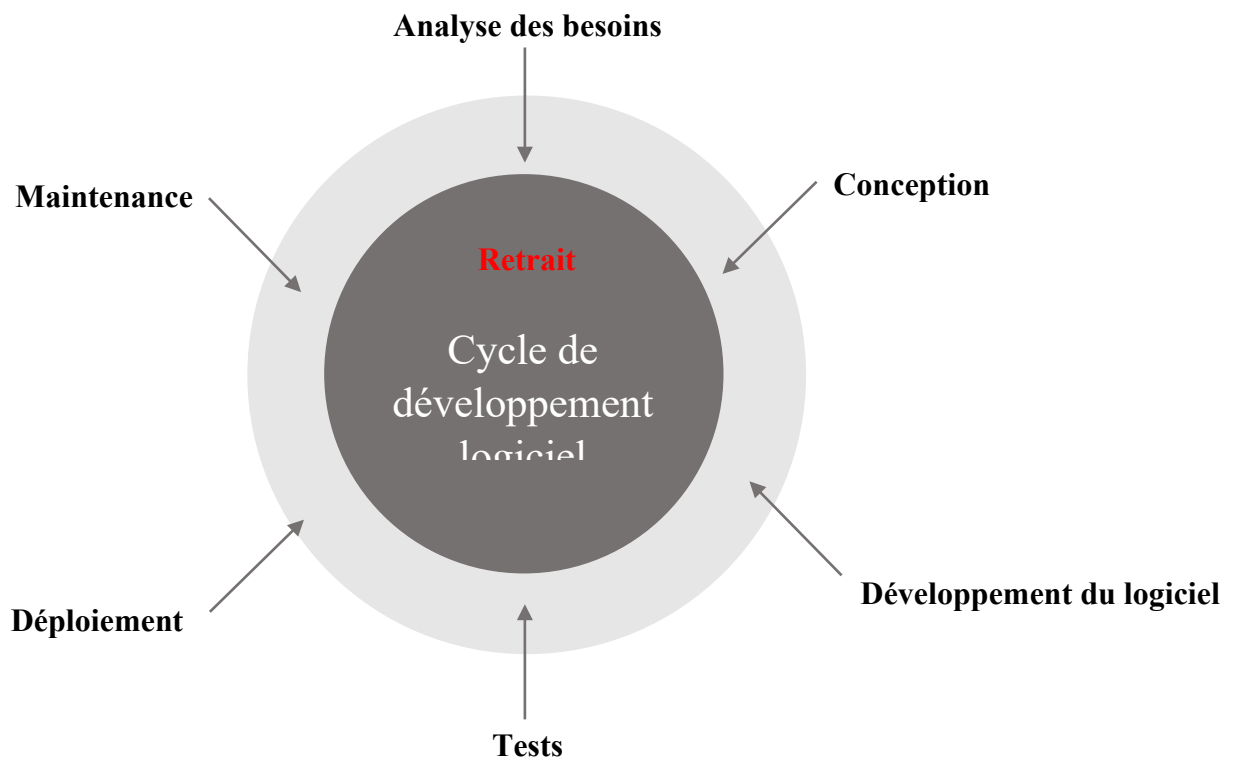 Analyse des besoins
Maintenance
Conception
Retrait
Cycle de
développement
logiciel
Développement du logiciel
Déploiement
Tests